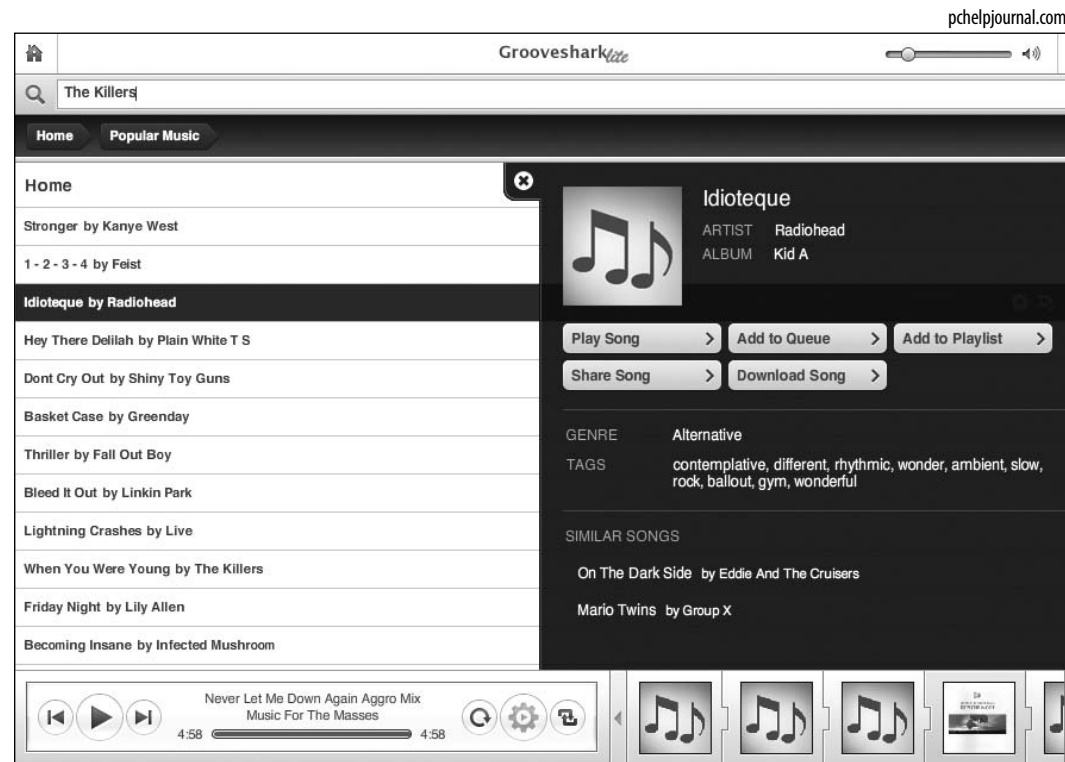 pchelpjournal.com
Grooveshark lite
The Killers
Home
Popular Music
Home
Stronger by Kanye West
1 - 2 - 3 - 4 by Feist
Idioteque by Radiohead
Hey There Delilah by Plain White T S
Dont Cry Out by Shiny Toy Guns
Basket Case by Greenday
Thriller by Fall Out Boy
Bleed It Out by Linkin Park
Lightning Crashes by Live
When You Were Young by The Killers
Friday Night by Lily Allen
Becoming Insane by Infected Mushroom
Idioteque
ARTIST Radiohead
ALBUM Kid A
Play Song
Add to Queue
Add to Playlist
Share Song
Download Song
GENRE Alternative
TAGS contemplative, different, rhythmic, wonder, ambient, slow,
rock, ballout, gym, wonderful
SIMILAR SONGS
On The Dark Side by Eddie And The Cruisers
Mario Twins by Group X
Never Let Me Down Again Aggro Mix
Music For The Masses
4:58 4:58